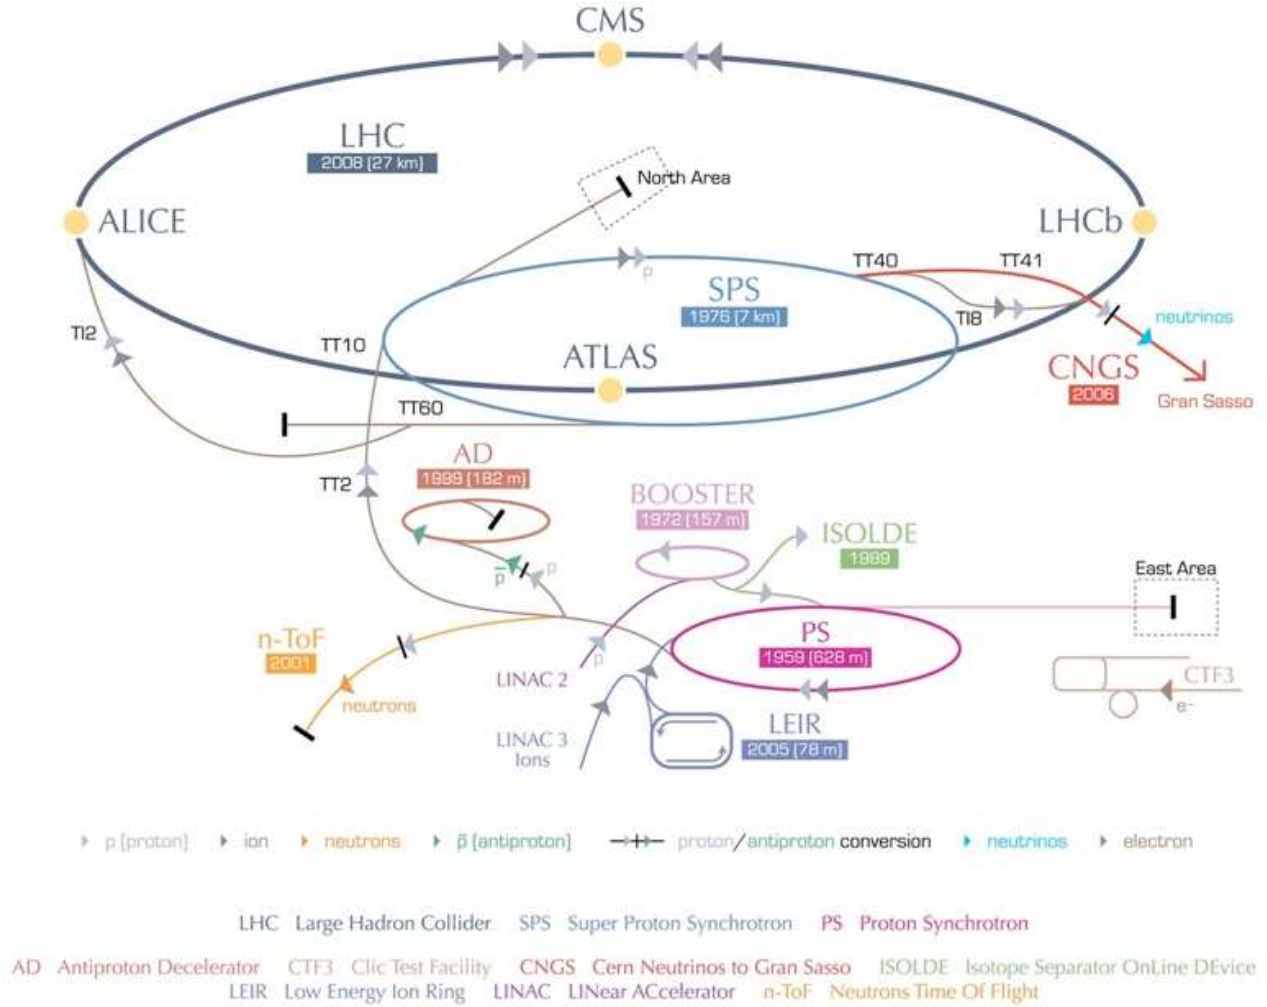 CMS
LHC
2008 (27 km)
North Area
ALICE
LHCb
TT40
TT41
p
SPS
1976 (7 km)
TI8
neutrinos
TI2
TT10
ATLAS
CNGS
2006
Gran Sasso
TT60
AD
1999 (182 m)
TT2
BOOSTER
1972 (157 m)
ISOLDE
1989
p̅
p
East Area
n-ToF
2001
PS
1959 (628 m)
p
LINAC 2
CTF3
neutrons
e-
LEIR
2005 (78 m)
LINAC 3
Ions
p (proton) ion neutrons p̅ (antiproton) proton/antiproton conversion neutrinos electron
LHC Large Hadron Collider SPS Super Proton Synchrotron PS Proton Synchrotron
AD Antiproton Decelerator CTF3 Clic Test Facility CNGS Cern Neutrinos to Gran Sasso ISOLDE Isotope Separator OnLine DEvice
LEIR Low Energy Ion Ring LINAC LINear ACcelerator n-ToF Neutrons Time Of Flight